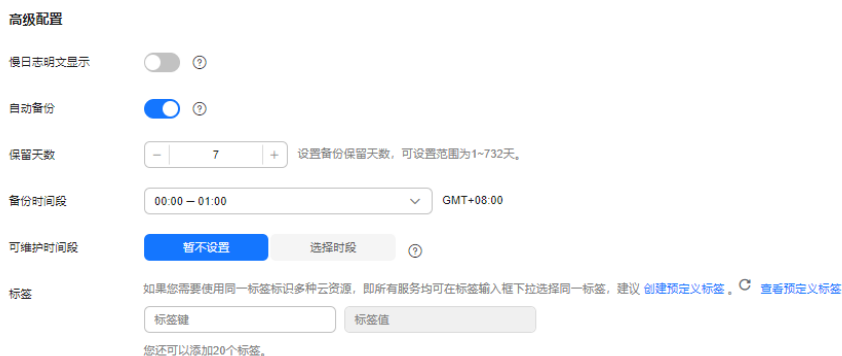 高级配置
慢日志明文显示
自动备份
保留天数 － 7 ＋ 设置备份保留天数，可设置范围为1~732天。
备份时间段 00:00 — 01:00 GMT+08:00
可维护时间段 暂不设置 选择时段
标签 如果您需要使用同一标签标识多种云资源，即所有服务均可在标签输入框下拉选择同一标签，建议 创建预定义标签 。 查看预定义标签
标签键 标签值
您还可以添加20个标签。